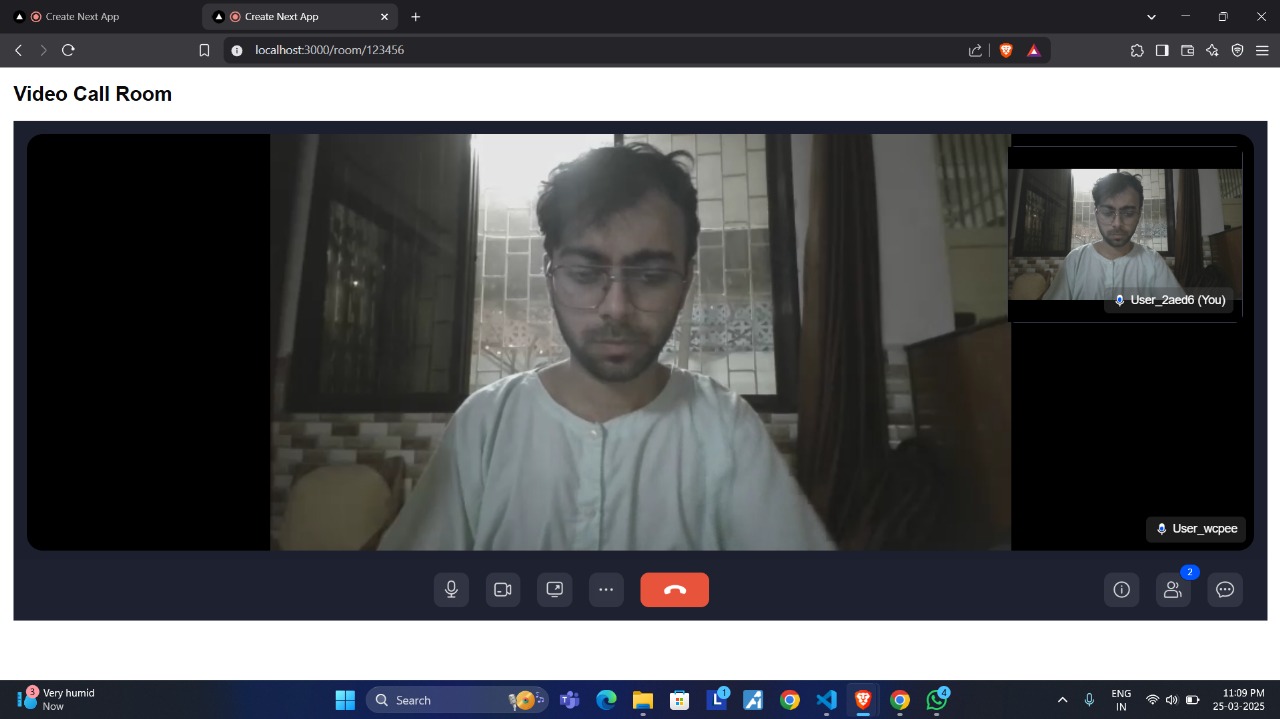 Create Next App
Create Next App
localhost:3000/room/123456
Video Call Room
User_2aed6 (You)
User_wcpee
2
3
Very humid
Now
Search
1
4
ENG
IN
11:09 PM
25-03-2025